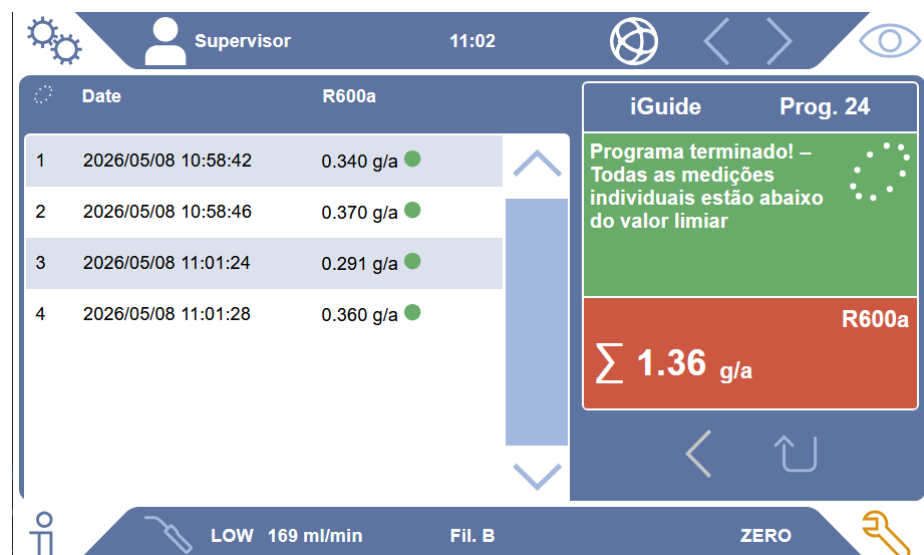 Supervisor 11:02
Date R600a
1 2026/05/08 10:58:42 0.340 g/a
2 2026/05/08 10:58:46 0.370 g/a
3 2026/05/08 11:01:24 0.291 g/a
4 2026/05/08 11:01:28 0.360 g/a
iGuide Prog. 24
Programa terminado! –
Todas as medições
individuais estão abaixo
do valor limiar
R600a
∑ 1.36 g/a
LOW 169 ml/min Fil. B ZERO